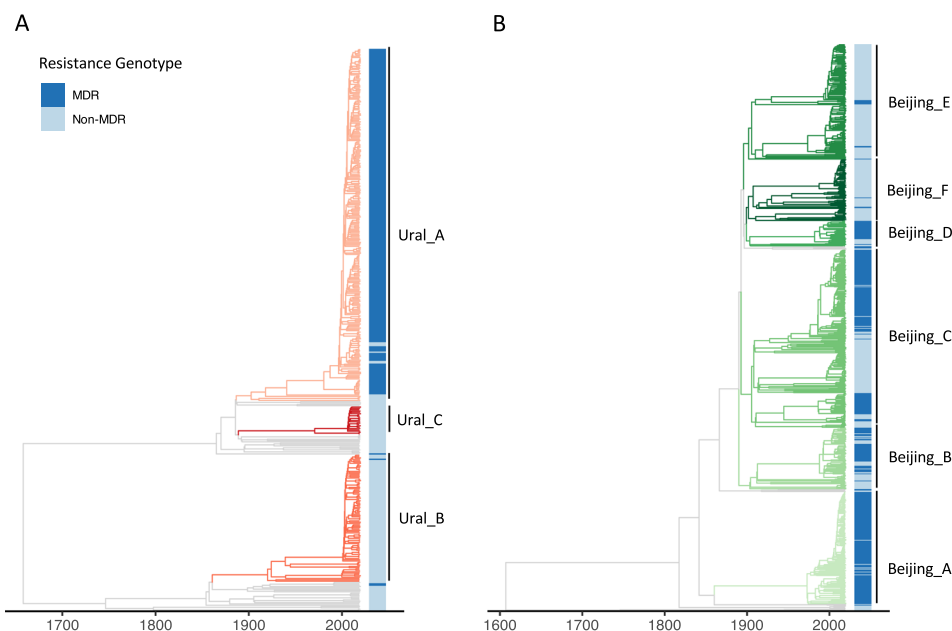 A
B
Resistance Genotype
MDR
Non-MDR
Ural_A
Ural_C
Ural_B
Beijing_E
Beijing_F
Beijing_D
Beijing_C
Beijing_B
Beijing_A
1700 1800 1900 2000
1600 1700 1800 1900 2000